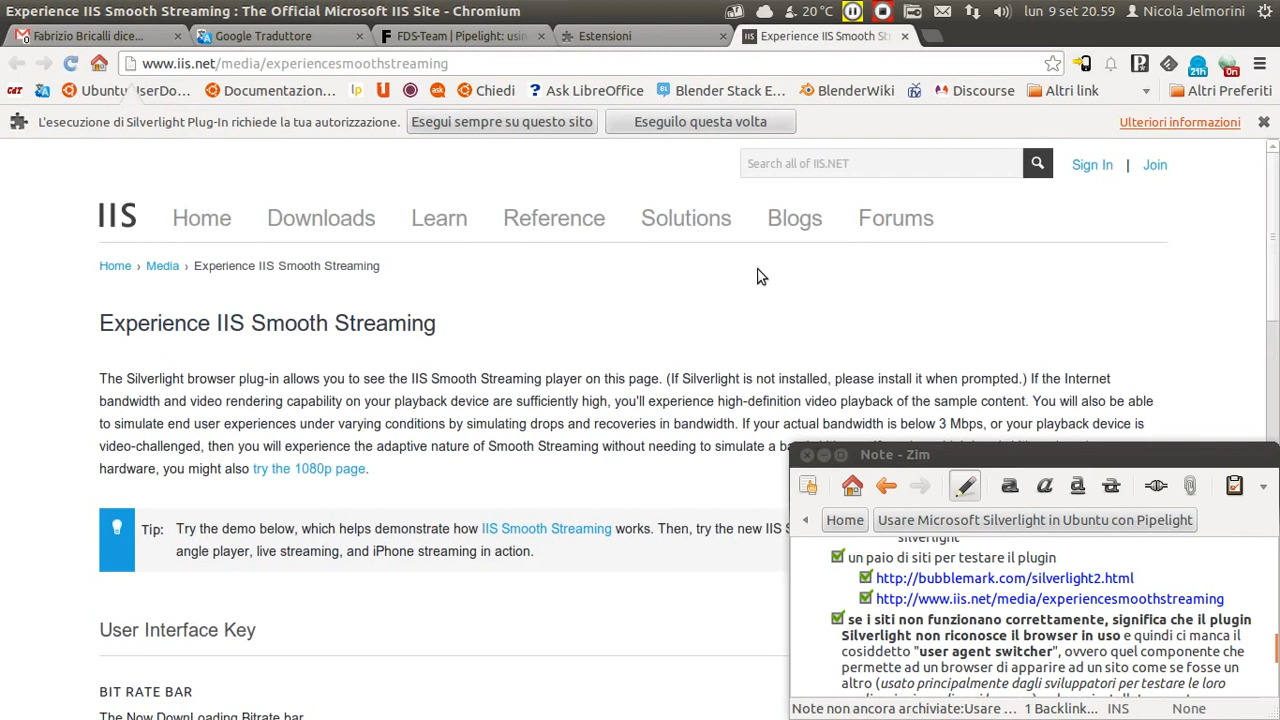 Experience IIS Smooth Streaming : The Official Microsoft IIS Site - Chromium
20 °C
lun 9 set 20.59
Nicola Jelmorini
Fabrizio Bricalli dice...
Google Traduttore
FDS-Team | Pipelight: usin
Estensioni
IIS Experience IIS Smooth St
www.iis.net/media/experiencesmoothstreaming
21h
0n
CAT
Documentazion...
lp
Chiedi
? Ask LibreOffice
Blender Stack E...
BlenderWiki
Discourse
Altri link
Altri Preferiti
L'esecuzione di Silverlight Plug-In richiede la tua autorizzazione.
Esegui sempre su questo sito
Eseguilo questa volta
Ulteriori informazioni
Search all of IIS.NET
Sign In | Join
IIS Home Downloads Learn Reference Solutions Blogs Forums
Home › Media › Experience IIS Smooth Streaming
Experience IIS Smooth Streaming
The Silverlight browser plug-in allows you to see the IIS Smooth Streaming player on this page. (If Silverlight is not installed, please install it when prompted.) If the Internet
bandwidth and video rendering capability on your playback device are sufficiently high, you'll experience high-definition video playback of the sample content. You will also be able
to simulate end user experiences under varying conditions by simulating drops and recoveries in bandwidth. If your actual bandwidth is below 3 Mbps, or your playback device is
video-challenged, then you will experience the adaptive nature of Smooth Streaming without needing to simulate a
hardware, you might also try the 1080p page.
Tip: Try the demo below, which helps demonstrate how IIS Smooth Streaming works. Then, try the new IIS S
angle player, live streaming, and iPhone streaming in action.
User Interface Key
BIT RATE BAR
The Now DownLoading Bitrate bar
Note - Zim
Home
Usare Microsoft Silverlight in Ubuntu con Pipelight
silverlight
un paio di siti per testare il plugin
http://bubblemark.com/silverlight2.html
http://www.iis.net/media/experiencesmoothstreaming
se i siti non funzionano correttamente, significa che il plugin
Silverlight non riconosce il browser in uso e quindi ci manca il
cosiddetto "user agent switcher", ovvero quel componente che
permette ad un browser di apparire ad un sito come se fosse un
altro (usato principalmente dagli sviluppatori per testare le loro
Note non ancora archiviate:Usare ...
1 Backlink...
INS
None